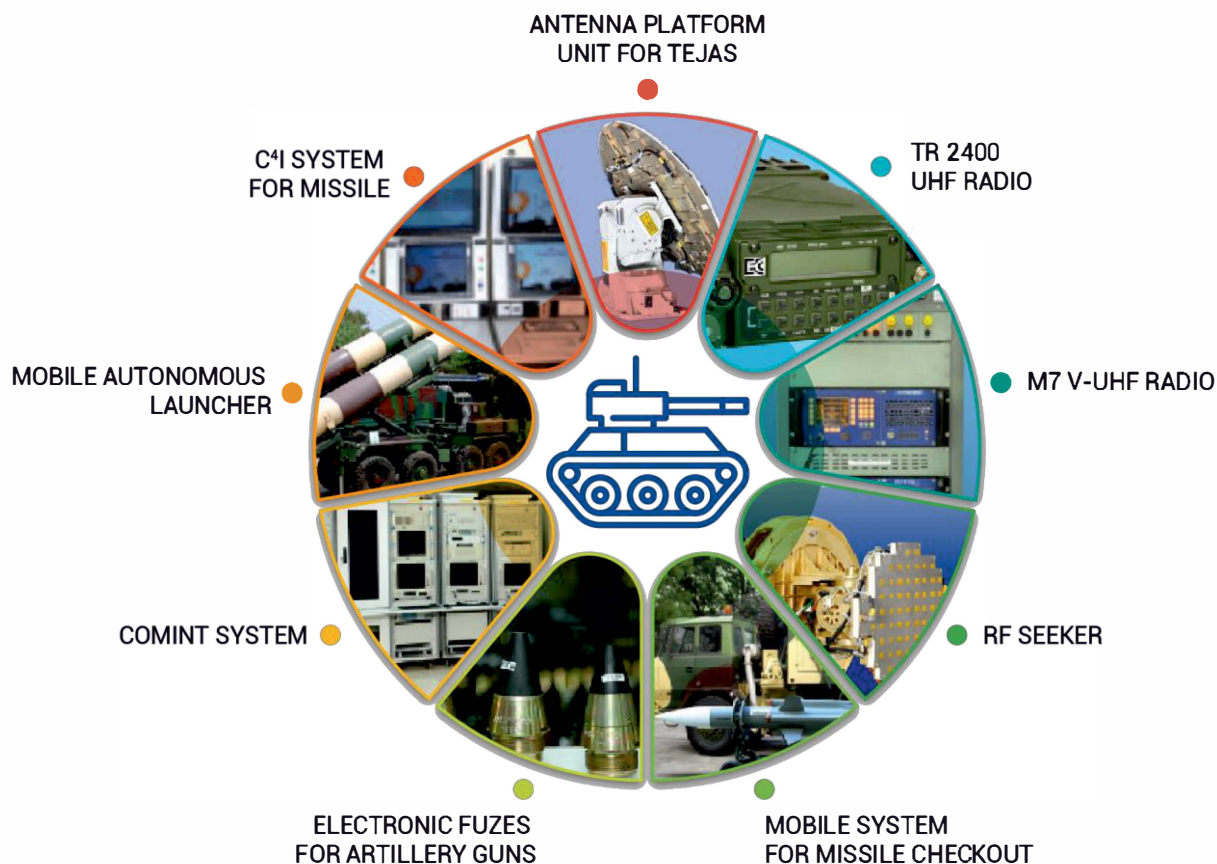 ANTENNA PLATFORM
UNIT FOR TEJAS
C⁴I SYSTEM
FOR MISSILE
TR 2400
UHF RADIO
MOBILE AUTONOMOUS
LAUNCHER
M7 V-UHF RADIO
COMINT SYSTEM
RF SEEKER
ELECTRONIC FUZES
FOR ARTILLERY GUNS
MOBILE SYSTEM
FOR MISSILE CHECKOUT